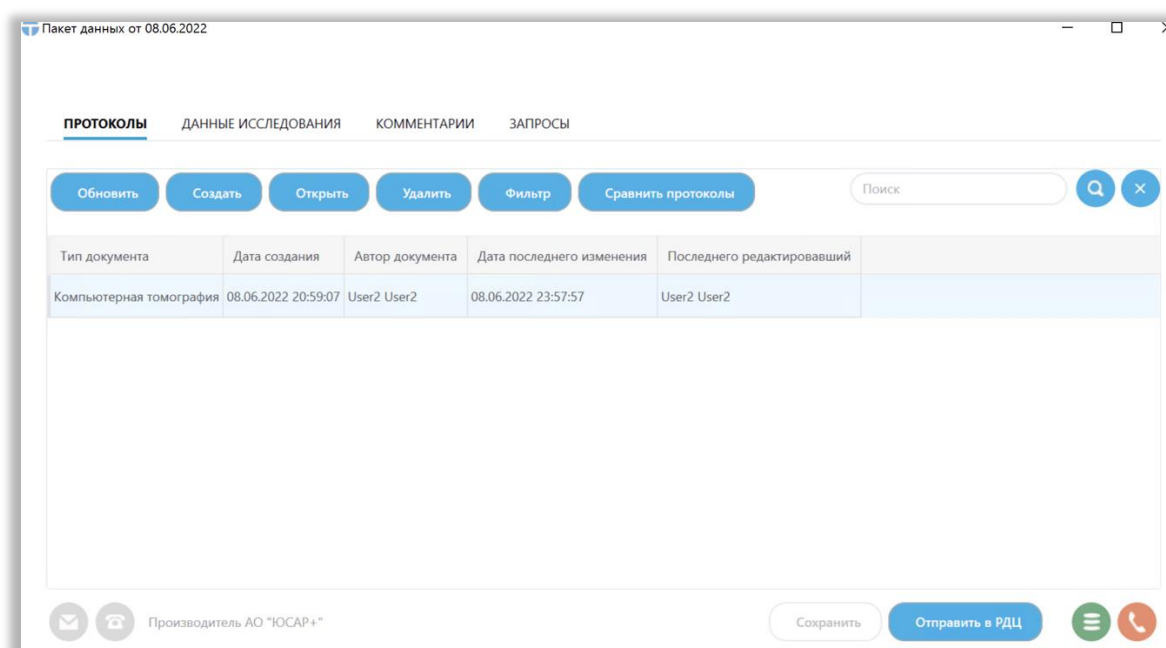 Пакет данных от 08.06.2022
ПРОТОКОЛЫ ДАННЫЕ ИССЛЕДОВАНИЯ КОММЕНТАРИИ ЗАПРОСЫ
Обновить Создать Открыть Удалить Фильтр Сравнить протоколы Поиск
Тип документа Дата создания Автор документа Дата последнего изменения Последнего редактировавший
Компьютерная томография 08.06.2022 20:59:07 User2 User2 08.06.2022 23:57:57 User2 User2
Производитель АО "ЮСАР+" Сохранить Отправить в РДЦ